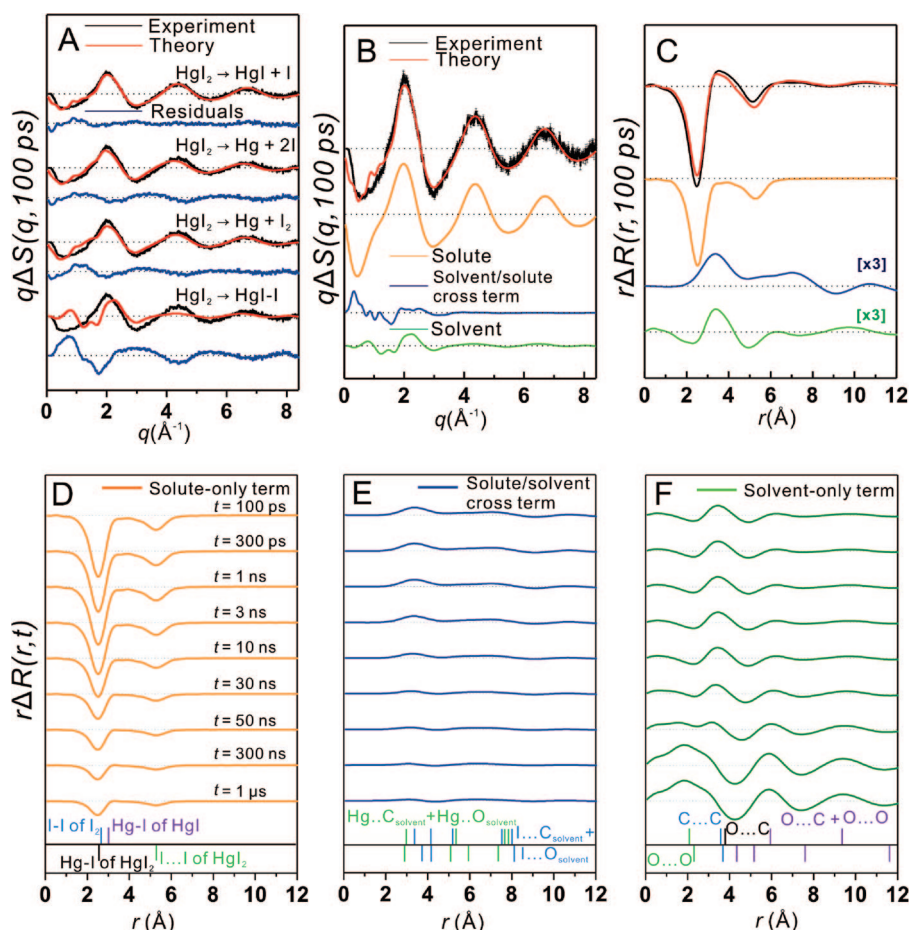 A
Experiment
Theory
HgI₂ → HgI + I
Residuals
HgI₂ → Hg + 2I
HgI₂ → Hg + I₂
HgI₂ → HgI-I
qΔS(q, 100 ps)
0 2 4 6 8
q(Å⁻¹)
B
Experiment
Theory
Solute
Solvent/solute
cross term
Solvent
qΔS(q, 100 ps)
0 2 4 6 8
q(Å⁻¹)
C
[x3]
[x3]
rΔR(r, 100 ps)
0 2 4 6 8 10 12
r(Å)
D
Solute-only term
t = 100 ps
t = 300 ps
t = 1 ns
t = 3 ns
t = 10 ns
t = 30 ns
t = 50 ns
t = 300 ns
t = 1 μs
I-I of I₂
Hg-I of HgI
Hg-I of HgI₂
I...I of HgI₂
rΔR(r,t)
0 2 4 6 8 10 12
r (Å)
E
Solute/solvent
cross term
Hg..Csolvent+Hg..Osolvent
I...Csolvent +
I...Osolvent
0 2 4 6 8 10 12
r (Å)
F
Solvent-only term
C...C
O...C
O...C + O...O
O...O
0 2 4 6 8 10 12
r (Å)